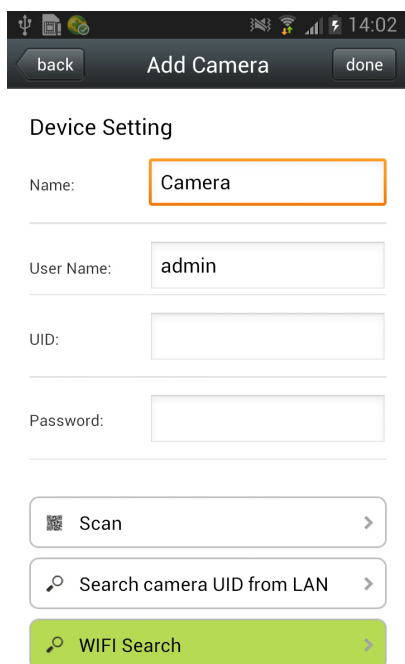 14:02
back Add Camera done
Device Setting
Name: Camera
User Name: admin
UID:
Password:
Scan
Search camera UID from LAN
WIFI Search